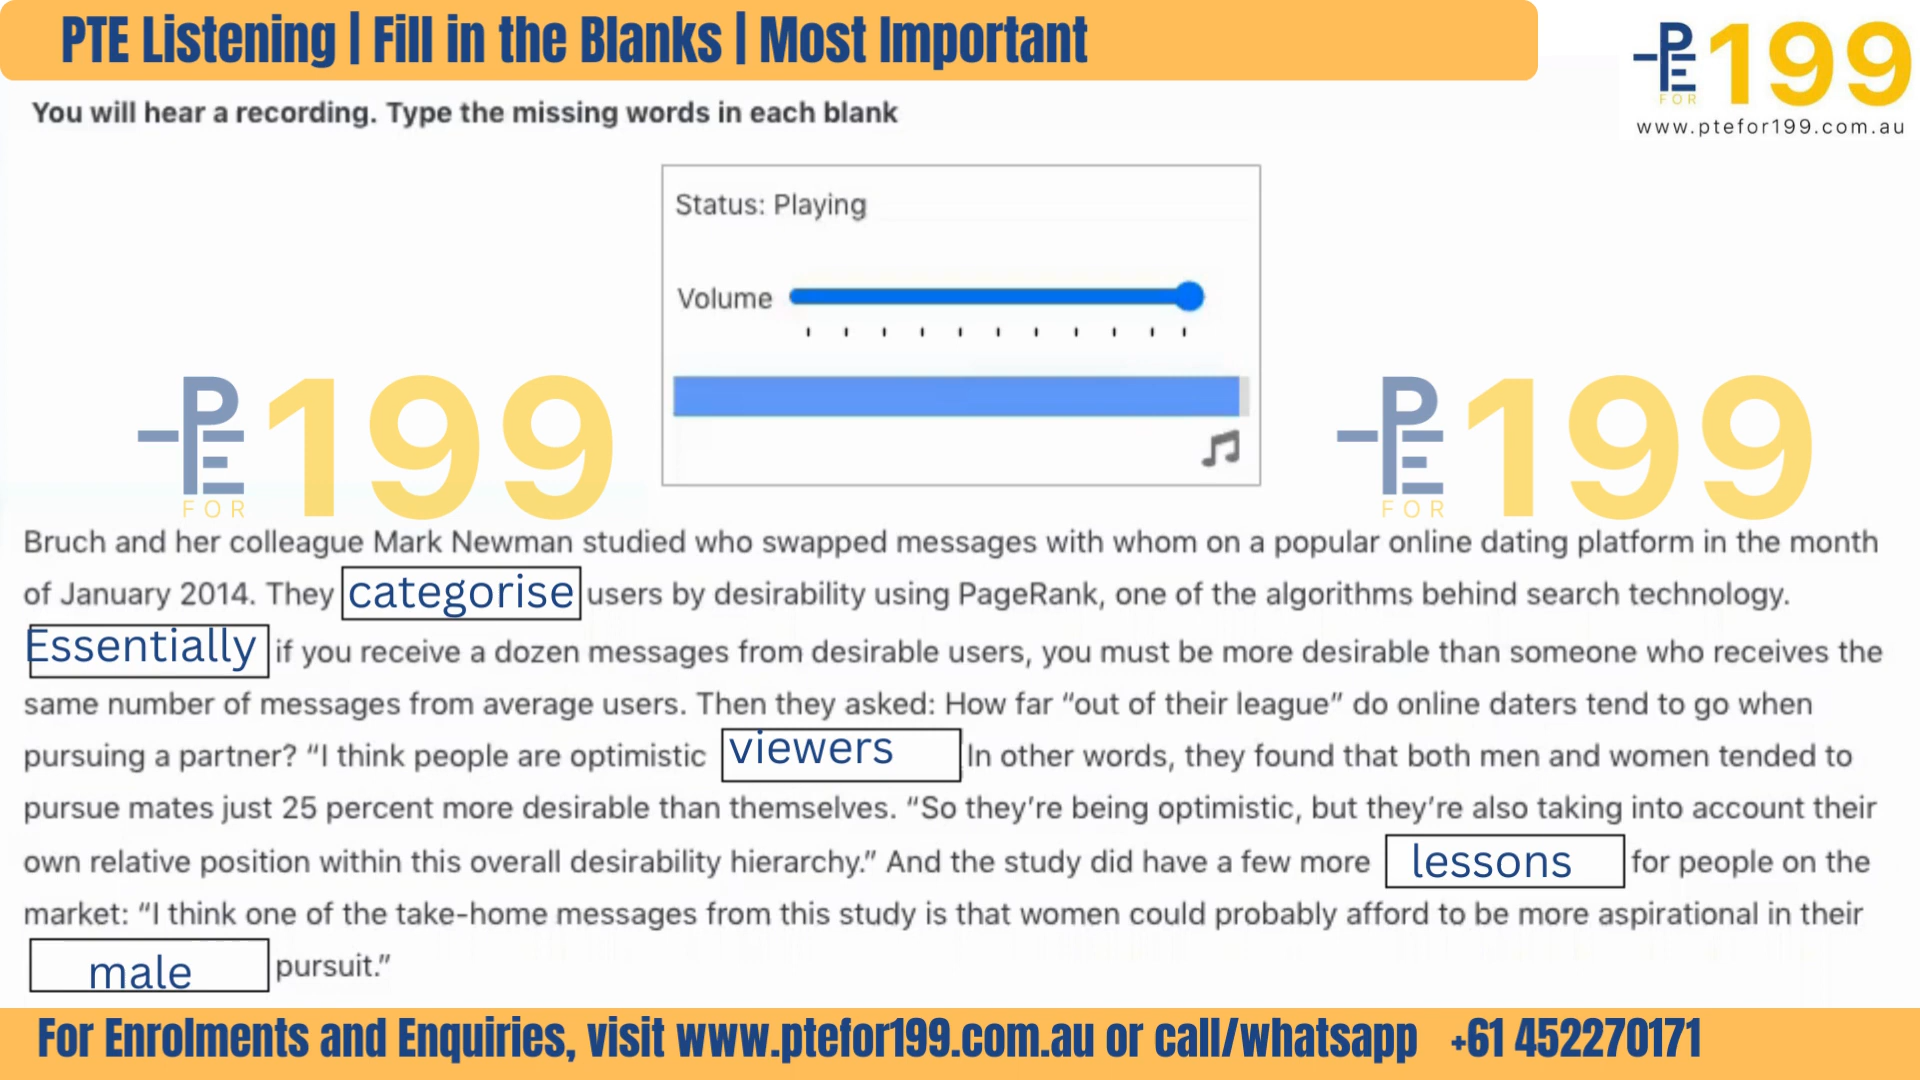 PTE Listening | Fill in the Blanks | Most Important
PTE FOR 199
www.ptefor199.com.au
You will hear a recording. Type the missing words in each blank
Status: Playing
Volume
PTE FOR 199
PTE FOR 199
Bruch and her colleague Mark Newman studied who swapped messages with whom on a popular online dating platform in the month
of January 2014. They categorise users by desirability using PageRank, one of the algorithms behind search technology.
Essentially if you receive a dozen messages from desirable users, you must be more desirable than someone who receives the
same number of messages from average users. Then they asked: How far “out of their league” do online daters tend to go when
pursuing a partner? “I think people are optimistic viewers In other words, they found that both men and women tended to
pursue mates just 25 percent more desirable than themselves. “So they’re being optimistic, but they’re also taking into account their
own relative position within this overall desirability hierarchy.” And the study did have a few more lessons for people on the
market: “I think one of the take-home messages from this study is that women could probably afford to be more aspirational in their
male pursuit.”
For Enrolments and Enquiries, visit www.ptefor199.com.au or call/whatsapp +61 452270171